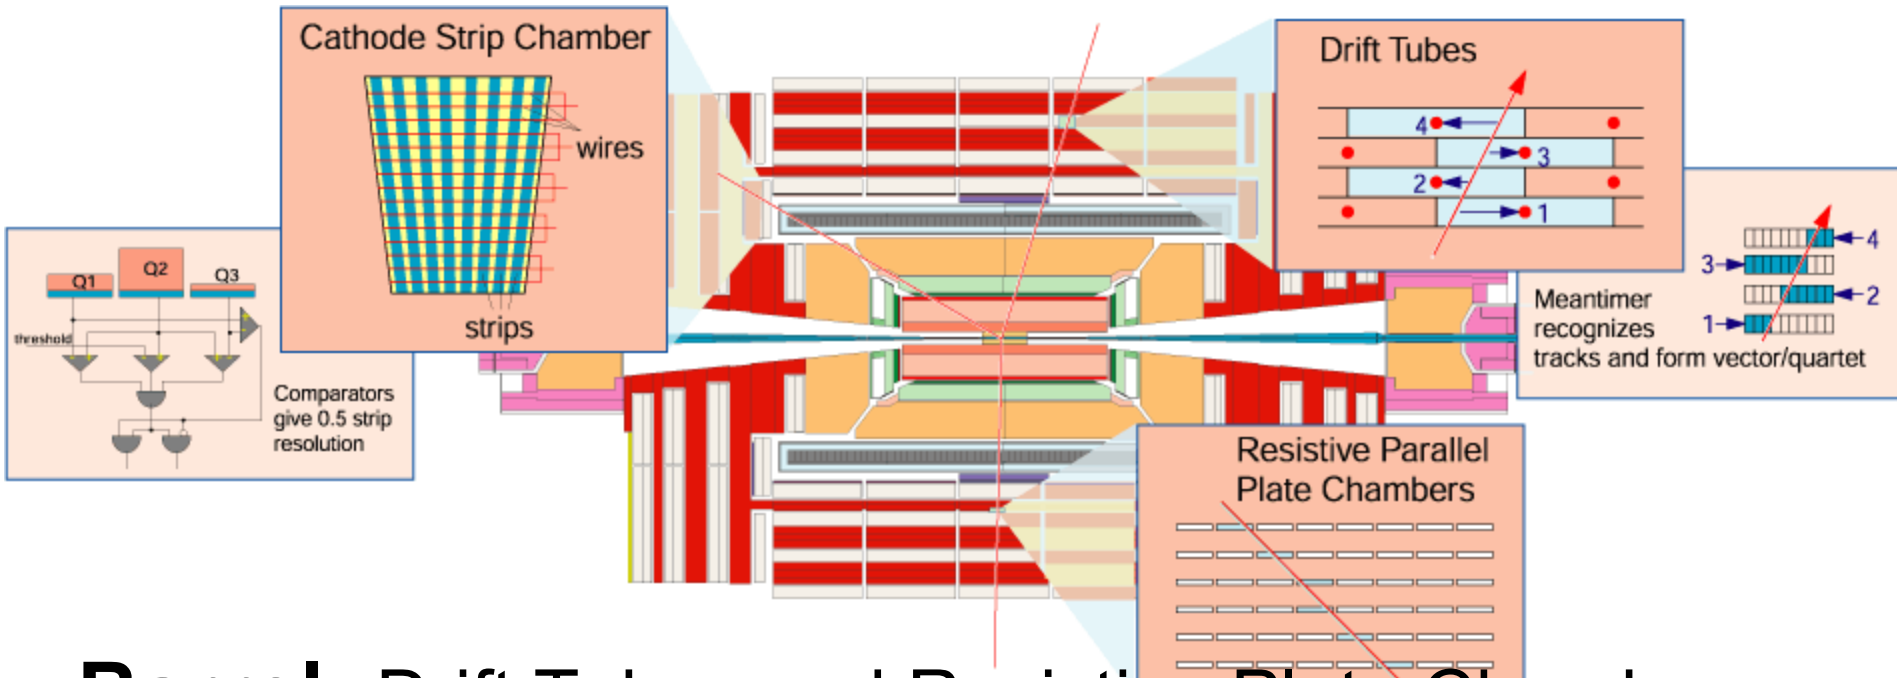 Cathode Strip Chamber
wires
strips
Q1
Q2
Q3
threshold
Comparators
give 0.5 strip
resolution
Drift Tubes
4
3
2
1
4
3
2
1
Meantimer
recognizes
tracks and form vector/quartet
Resistive Parallel
Plate Chambers